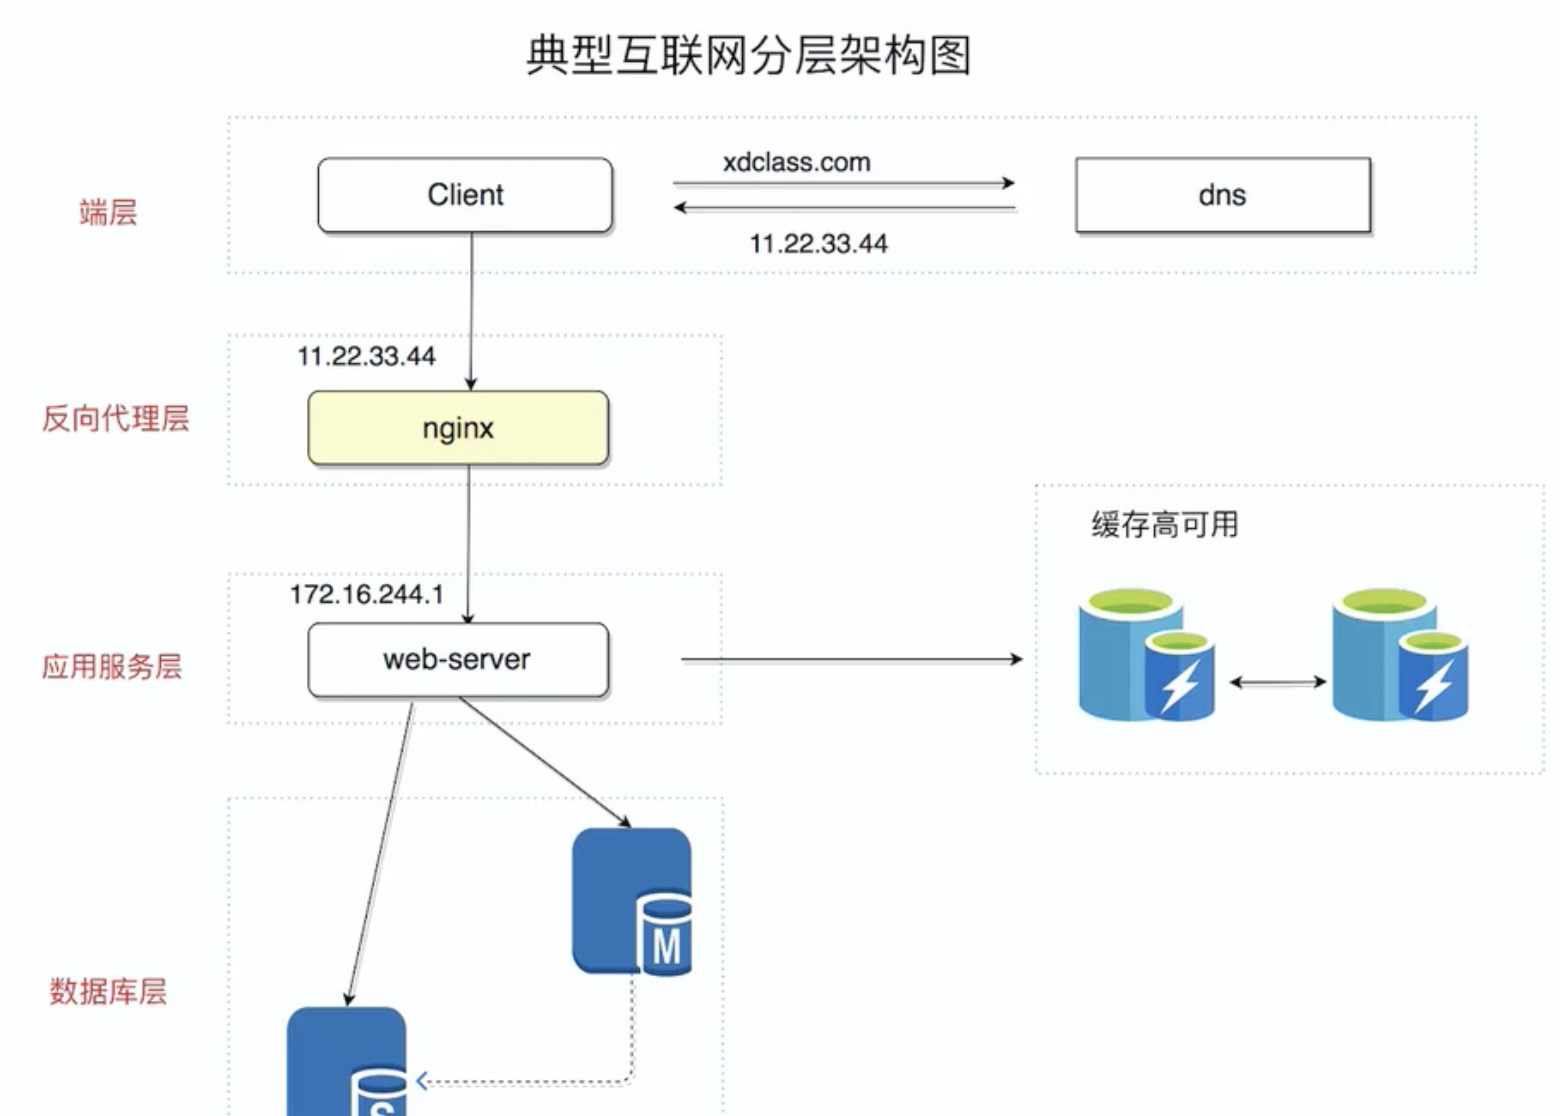 典型互联网分层架构图
端层
Client
xdclass.com
11.22.33.44
dns
反向代理层
11.22.33.44
nginx
缓存高可用
应用服务层
172.16.244.1
web-server
M
数据库层
S